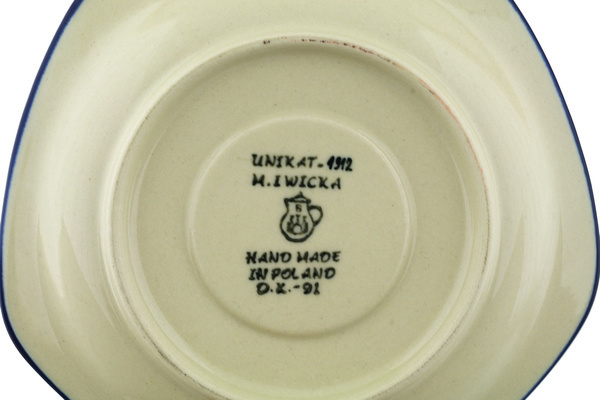 UNIKAT-1912
M.IWICKA
HAND MADE
IN POLAND
D.K.-91